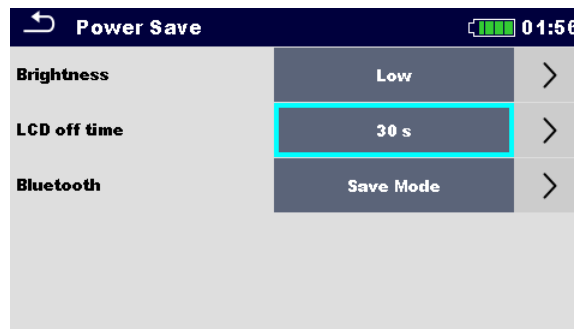 Power Save 01:56
Brightness Low
LCD off time 30 s
Bluetooth Save Mode